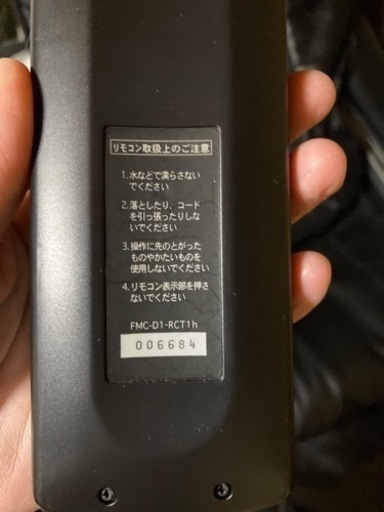 リモコン取扱上のご注意
1. 水などで濡らさない
でください
2. 落としたり、コード
を引っ張ったりしな
いでください
3. 操作に先のとがった
ものやかたいものを
使用しないでください
4. リモコン表示部を押さ
ないでください
FMC-D1-RCT1h
006684